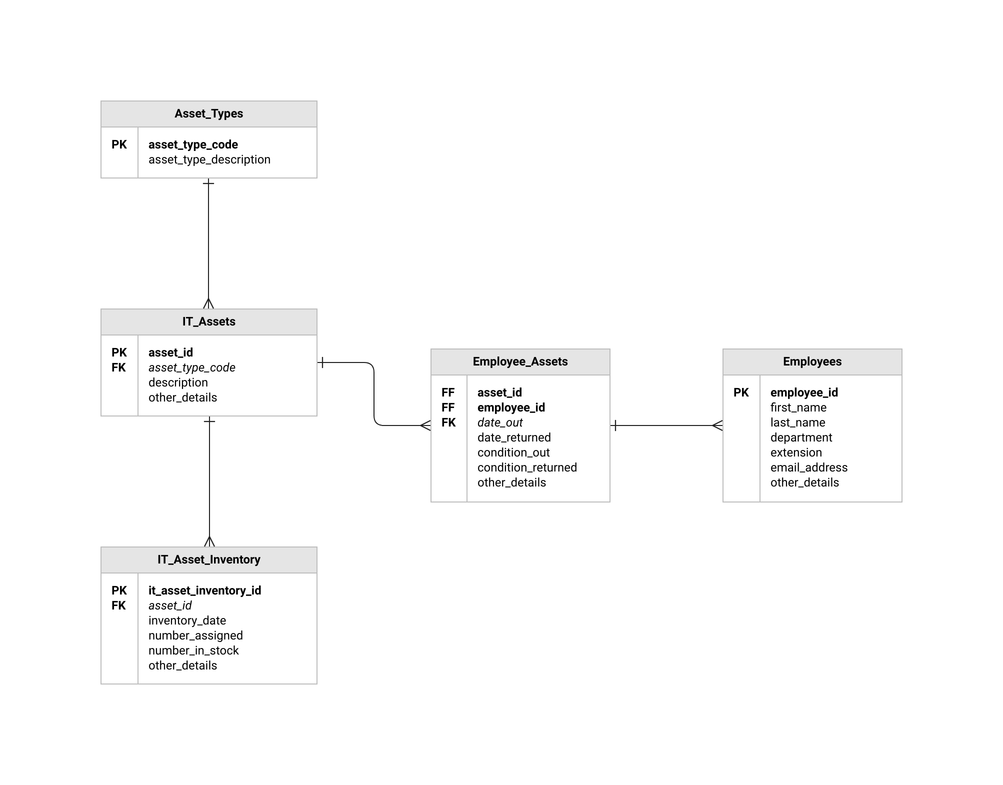 Asset_Types
PK asset_type_code
asset_type_description
IT_Assets
PK asset_id
FK asset_type_code
description
other_details
Employee_Assets
FF asset_id
FF employee_id
FK date_out
date_returned
condition_out
condition_returned
other_details
Employees
PK employee_id
first_name
last_name
department
extension
email_address
other_details
IT_Asset_Inventory
PK it_asset_inventory_id
FK asset_id
inventory_date
number_assigned
number_in_stock
other_details